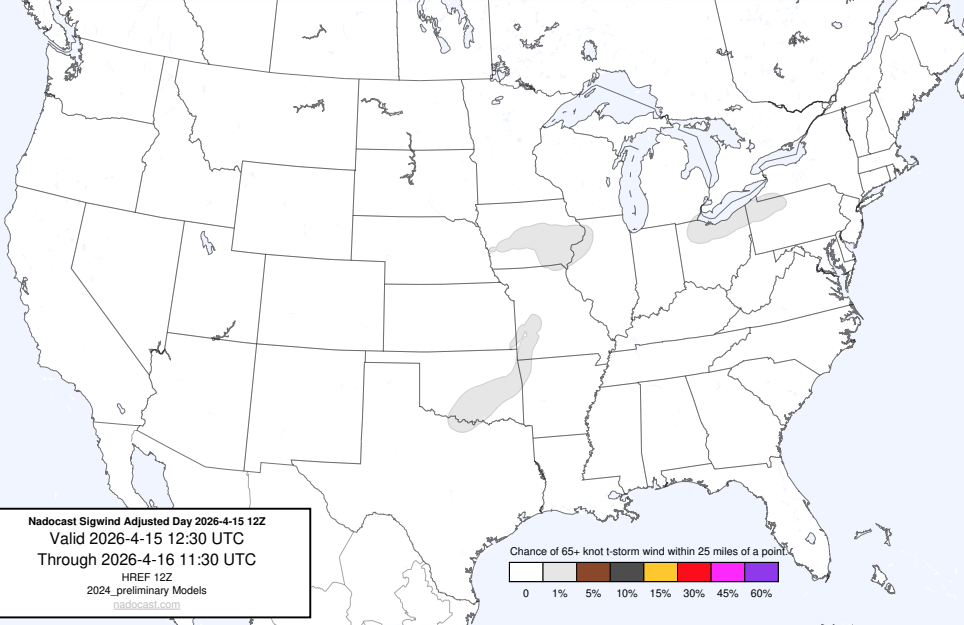 Nadocast Sigwind Adjusted Day 2026-4-15 12Z
Valid 2026-4-15 12:30 UTC
Through 2026-4-16 11:30 UTC
HREF 12Z
2024_preliminary Models
nadocast.com
Chance of 65+ knot t-storm wind within 25 miles of a point.
0 1% 5% 10% 15% 30% 45% 60%